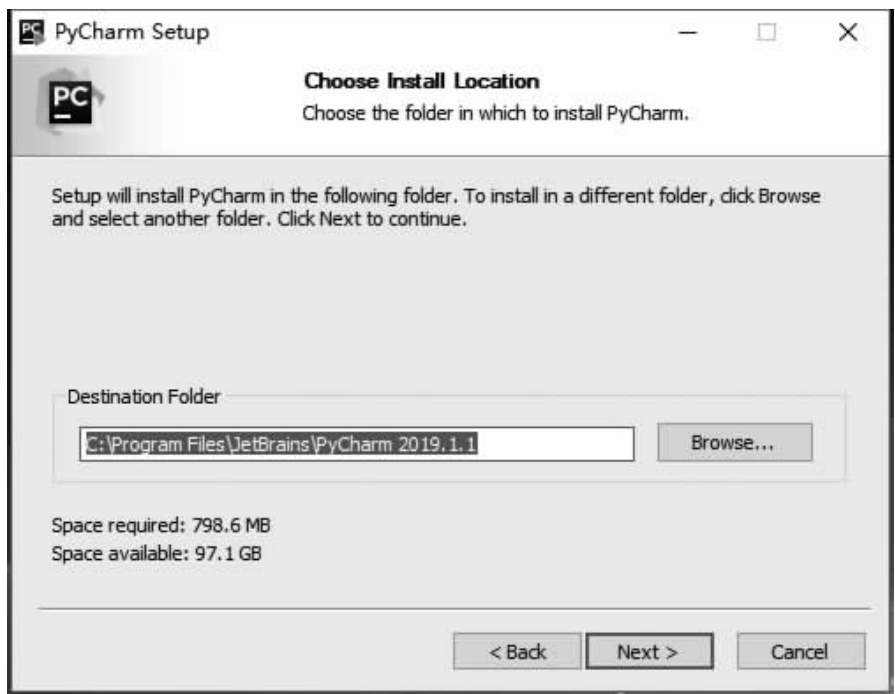 PyCharm Setup
PC
Choose Install Location
Choose the folder in which to install PyCharm.
Setup will install PyCharm in the following folder. To install in a different folder, click Browse
and select another folder. Click Next to continue.
Destination Folder
C:\Program Files\JetBrains\PyCharm 2019.1.1
Browse...
Space required: 798.6 MB
Space available: 97.1 GB
< Back
Next >
Cancel